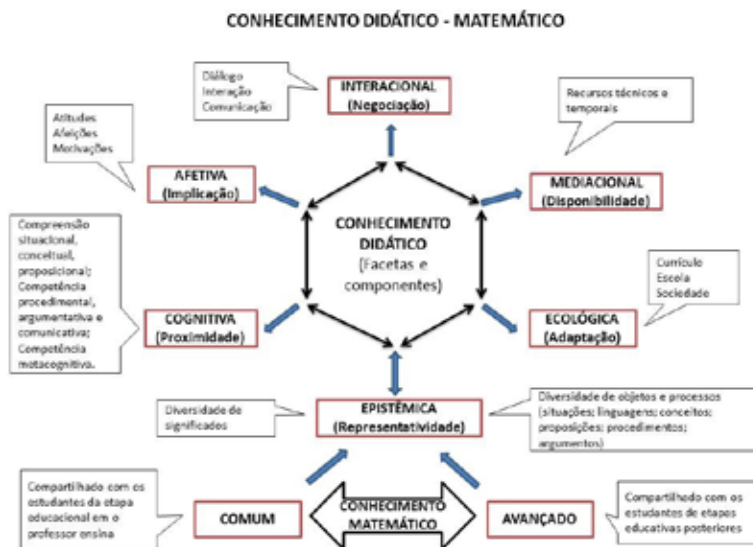 CONHECIMENTO DIDÁTICO - MATEMÁTICO
Diálogo
Interação
Comunicação
INTERACIONAL
(Negociação)
Recursos técnicos e
temporais
Atitudes
Afeições
Motivações
AFETIVA
(Implicação)
MEDIACIONAL
(Disponibilidade)
CONHECIMENTO
DIDÁTICO
(Facetas e
componentes)
Compreensão
situacional,
conceitual,
proposicional;
Competência
procedimental,
argumentativa e
comunicativa;
Competência
metacognitiva.
Currículo
Escola
Sociedade
COGNITIVA
(Proximidade)
ECOLÓGICA
(Adaptação)
Diversidade de
significados
EPISTÊMICA
(Representatividade)
Diversidade de objetos e processos
(situações; linguagens; conceitos;
proposições; procedimentos;
argumentos)
Compartilhado com os
estudantes da etapa
educacional em o
professor ensina
COMUM
CONHECIMENTO
MATEMÁTICO
AVANÇADO
Compartilhado com os
estudantes de etapas
educativas posteriores